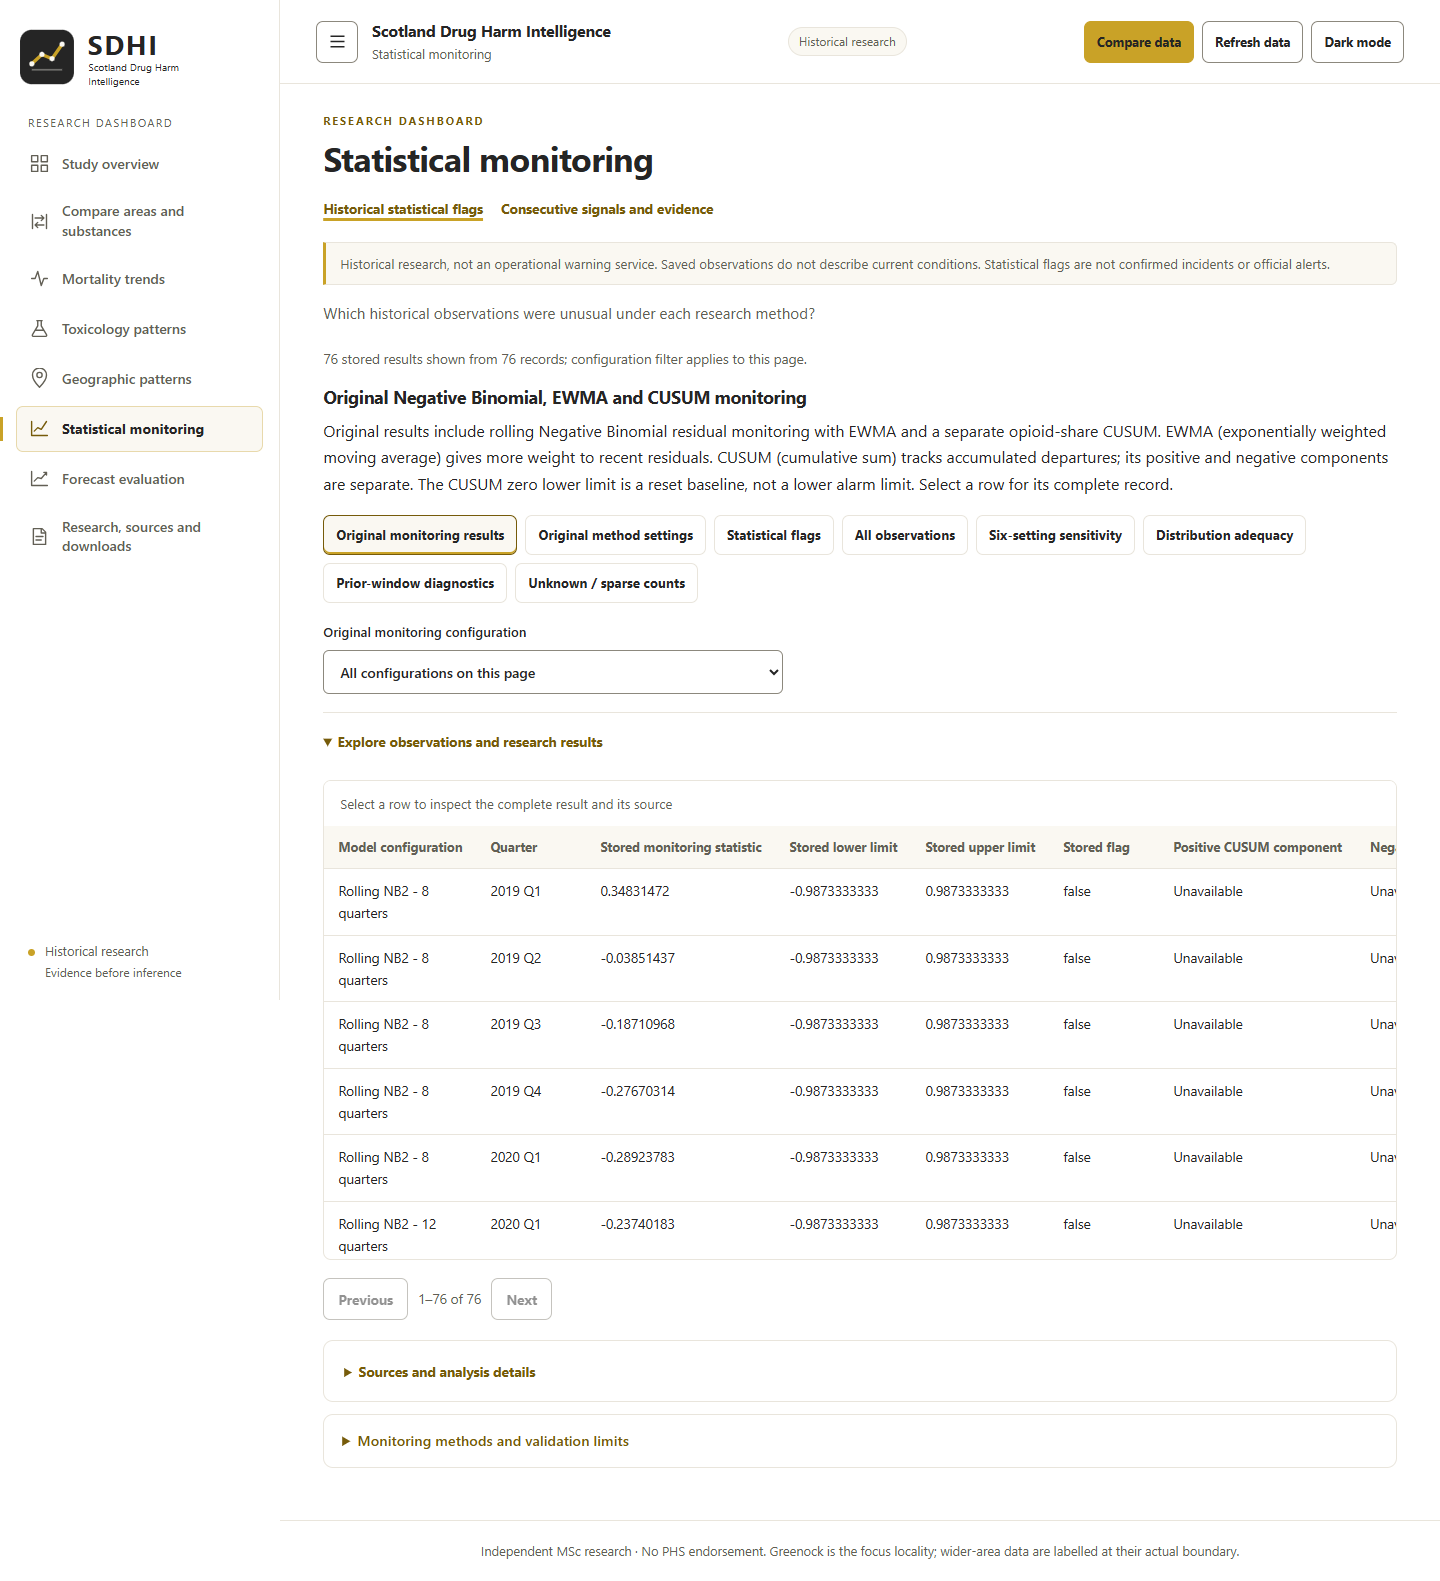 SDHI
Scotland Drug Harm
Intelligence
RESEARCH DASHBOARD
Study overview
Compare areas and
substances
Mortality trends
Toxicology patterns
Geographic patterns
Statistical monitoring
Forecast evaluation
Research, sources and
downloads
Historical research
Evidence before inference
Scotland Drug Harm Intelligence
Statistical monitoring
Historical research
Compare data
Refresh data
Dark mode
RESEARCH DASHBOARD
Statistical monitoring
Historical statistical flags Consecutive signals and evidence
Historical research, not an operational warning service. Saved observations do not describe current conditions. Statistical flags are not confirmed incidents or official alerts.
Which historical observations were unusual under each research method?
76 stored results shown from 76 records; configuration filter applies to this page.
Original Negative Binomial, EWMA and CUSUM monitoring
Original results include rolling Negative Binomial residual monitoring with EWMA and a separate opioid-share CUSUM. EWMA (exponentially weighted
moving average) gives more weight to recent residuals. CUSUM (cumulative sum) tracks accumulated departures; its positive and negative components
are separate. The CUSUM zero lower limit is a reset baseline, not a lower alarm limit. Select a row for its complete record.
Original monitoring results Original method settings Statistical flags All observations Six-setting sensitivity Distribution adequacy
Prior-window diagnostics Unknown / sparse counts
Original monitoring configuration
All configurations on this page
▼ Explore observations and research results
Select a row to inspect the complete result and its source
Model configuration Quarter Stored monitoring statistic Stored lower limit Stored upper limit Stored flag Positive CUSUM component Neg
Rolling NB2 - 8 2019 Q1 0.34831472 -0.9873333333 0.9873333333 false Unavailable Una
quarters
Rolling NB2 - 8 2019 Q2 -0.03851437 -0.9873333333 0.9873333333 false Unavailable Una
quarters
Rolling NB2 - 8 2019 Q3 -0.18710968 -0.9873333333 0.9873333333 false Unavailable Una
quarters
Rolling NB2 - 8 2019 Q4 -0.27670314 -0.9873333333 0.9873333333 false Unavailable Una
quarters
Rolling NB2 - 8 2020 Q1 -0.28923783 -0.9873333333 0.9873333333 false Unavailable Una
quarters
Rolling NB2 - 12 2020 Q1 -0.23740183 -0.9873333333 0.9873333333 false Unavailable Una
quarters
Previous 1–76 of 76 Next
▶ Sources and analysis details
▶ Monitoring methods and validation limits
Independent MSc research · No PHS endorsement. Greenock is the focus locality; wider-area data are labelled at their actual boundary.